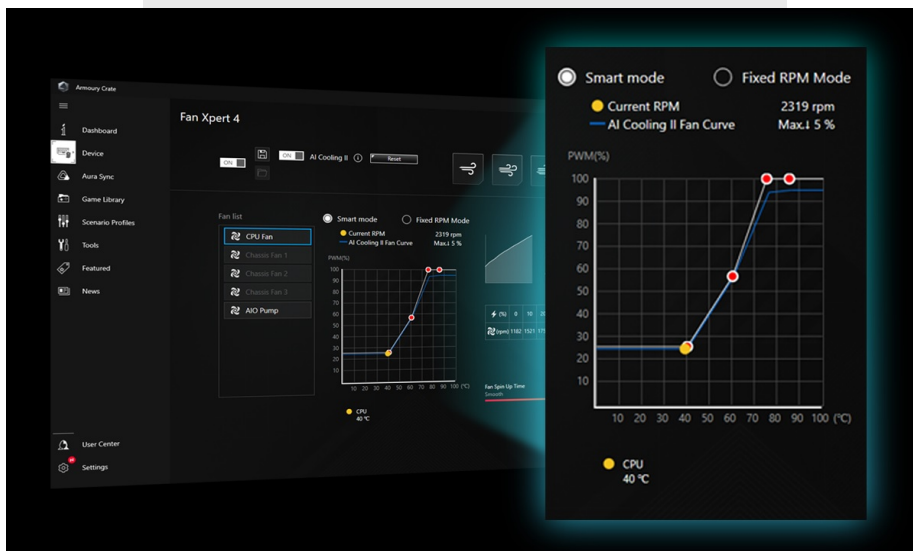 Armoury Crate
Dashboard
Device
Aura Sync
Game Library
Scenario Profiles
Tools
Featured
News
User Center
Settings
Fan Xpert 4
ON
ON AI Cooling II Reset
Fan list
CPU Fan
Chassis Fan 1
Chassis Fan 2
Chassis Fan 3
AIO Pump
Smart mode Fixed RPM Mode
Current RPM 2319 rpm
AI Cooling II Fan Curve Max.↓ 5 %
PWM(%)
100
90
80
70
60
50
40
30
20
10
10 20 30 40 50 60 70 80 90 100 (°C)
CPU
40 °C
(%) 0 10
(rpm) 1182 1521
Fan Spin Up Time
Smooth
Smart mode Fixed RPM Mode
Current RPM 2319 rpm
AI Cooling II Fan Curve Max.↓ 5 %
PWM(%)
100
90
80
70
60
50
40
30
20
10
10 20 30 40 50 60 70 80 90 100 (°C)
CPU
40 °C